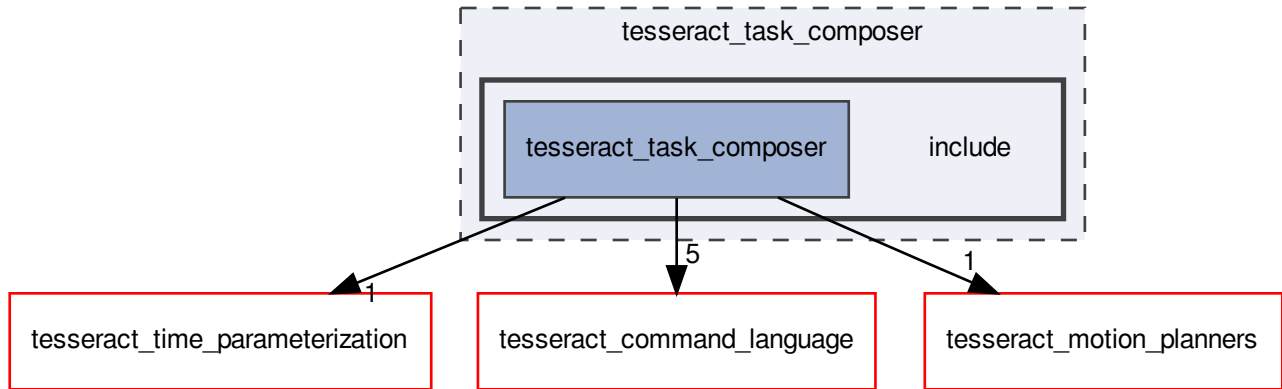 tesseract_task_composer
tesseract_task_composer
include
5
1
1
tesseract_time_parameterization
tesseract_command_language
tesseract_motion_planners